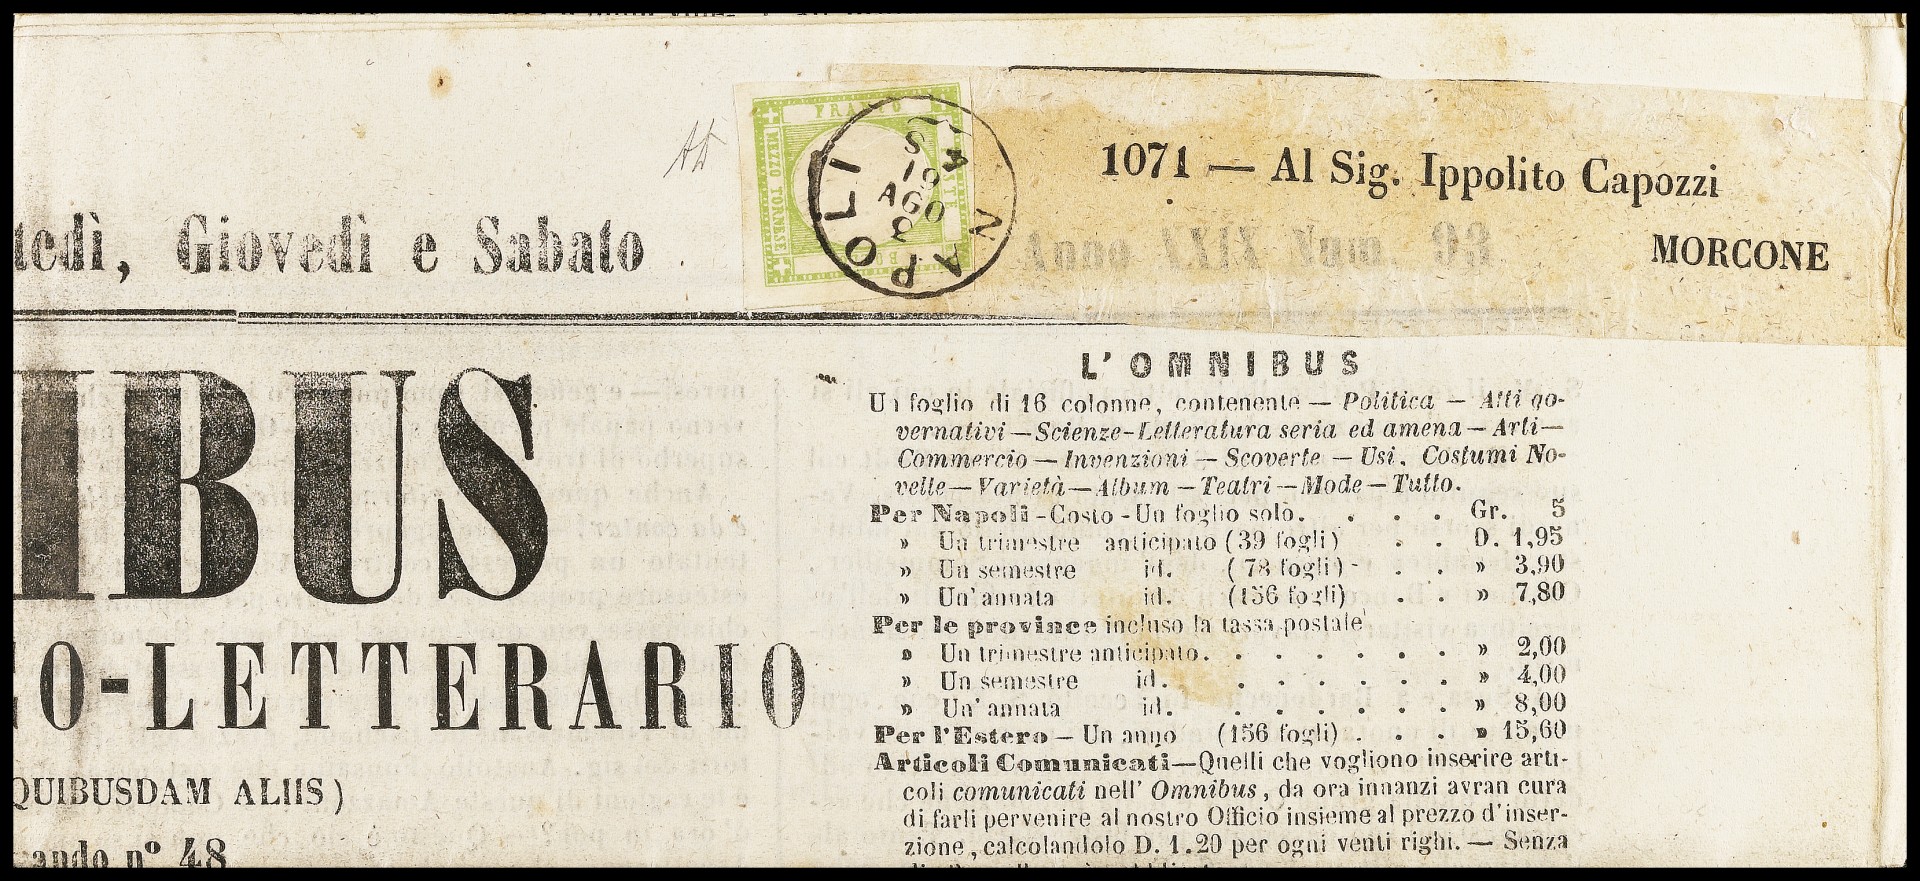 tedì, Giovedì e Sabato
FRANCO
MEZZO TORNESE
POSTE
NAPOLI
19
AGO
1071 — Al Sig. Ippolito Capozzi
MORCONE
Anno XXIX Num. 93
IBUS
O-LETTERARIO
QUIBUSDAM ALIIS)
cando nº 48
L'OMNIBUS
Un foglio di 16 colonne, contenente — Politica — Atti go-
vernativi — Scienze-Letteratura seria ed amena — Arti—
Commercio — Invenzioni — Scoverte — Usi, Costumi No-
velle — Varietà — Album — Teatri — Mode — Tutto.
Per Napoli - Costo - Un foglio solo. . . . Gr. 5
» Un trimestre anticipato (39 fogli) . . D. 1,95
» Un semestre id. (78 fogli) - . . » 3,90
» Un'annata id. (156 fogli) . . » 7,80
Per le province incluso la tassa postale,
» Un trimestre anticipato. . . . . . . » 2,00
» Un semestre id. . . . . . . » 4,00
» Un' annata id. . . . . . . » 8,00
Per l'Estero — Un anno (156 fogli) . . . » 15,60
Articoli Comunicati—Quelli che vogliono inserire arti-
coli comunicati nell' Omnibus, da ora innanzi avran cura
di farli pervenire al nostro Officio insieme al prezzo d'inser-
zione, calcolandolo D. 1.20 per ogni venti righi. — Senza